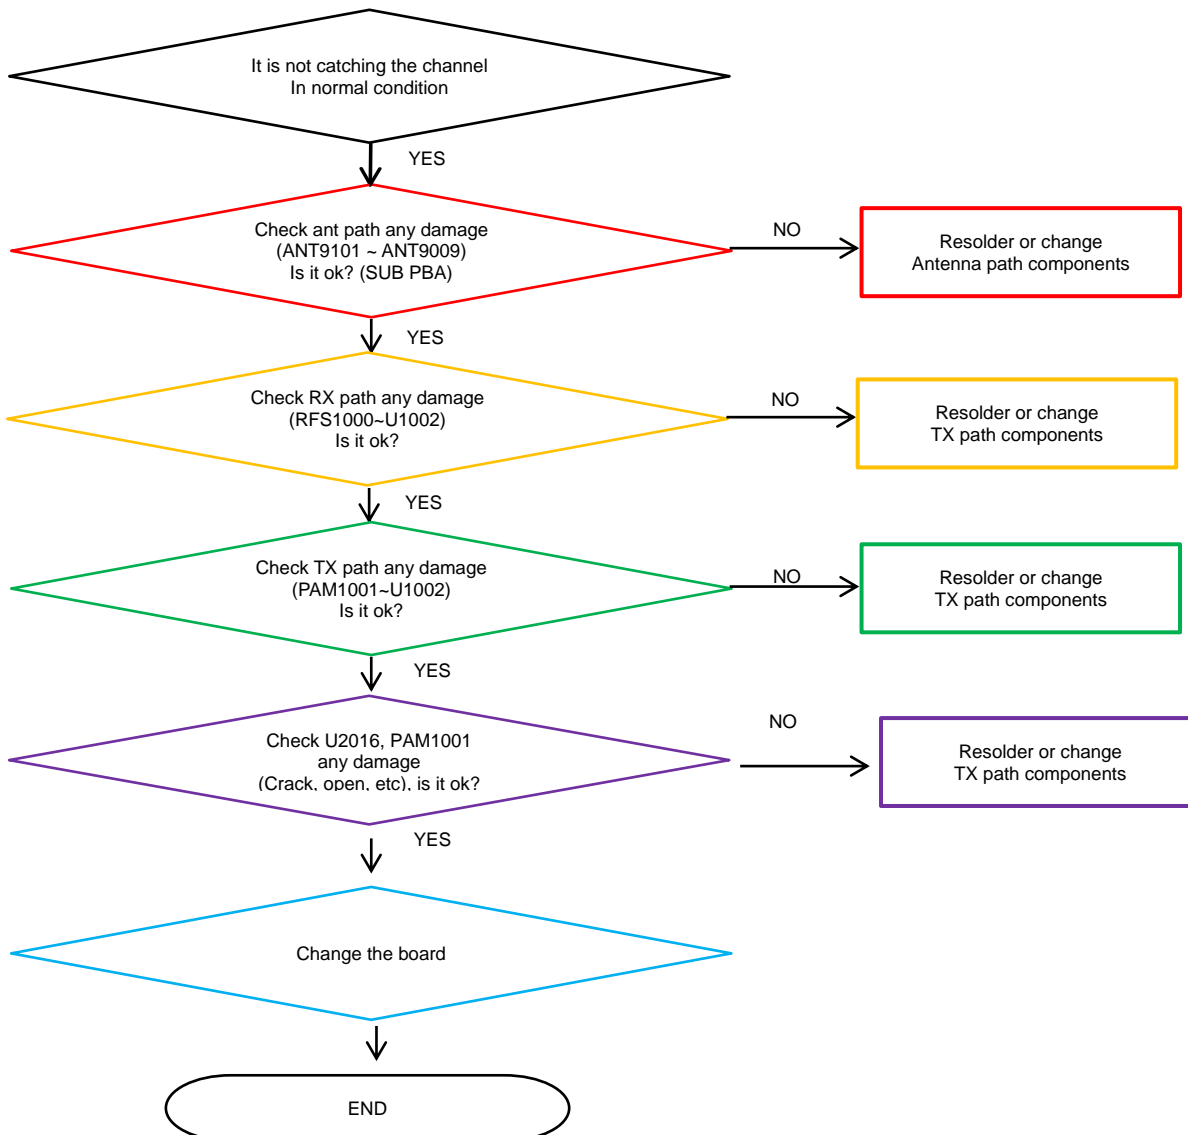 It is not catching the channel
In normal condition
YES
Check ant path any damage
(ANT9101 ~ ANT9009)
Is it ok? (SUB PBA)
NO
Resolder or change
Antenna path components
YES
Check RX path any damage
(RFS1000~U1002)
Is it ok?
NO
Resolder or change
TX path components
YES
Check TX path any damage
(PAM1001~U1002)
Is it ok?
NO
Resolder or change
TX path components
YES
Check U2016, PAM1001
any damage
(Crack, open, etc), is it ok?
NO
Resolder or change
TX path components
YES
Change the board
END